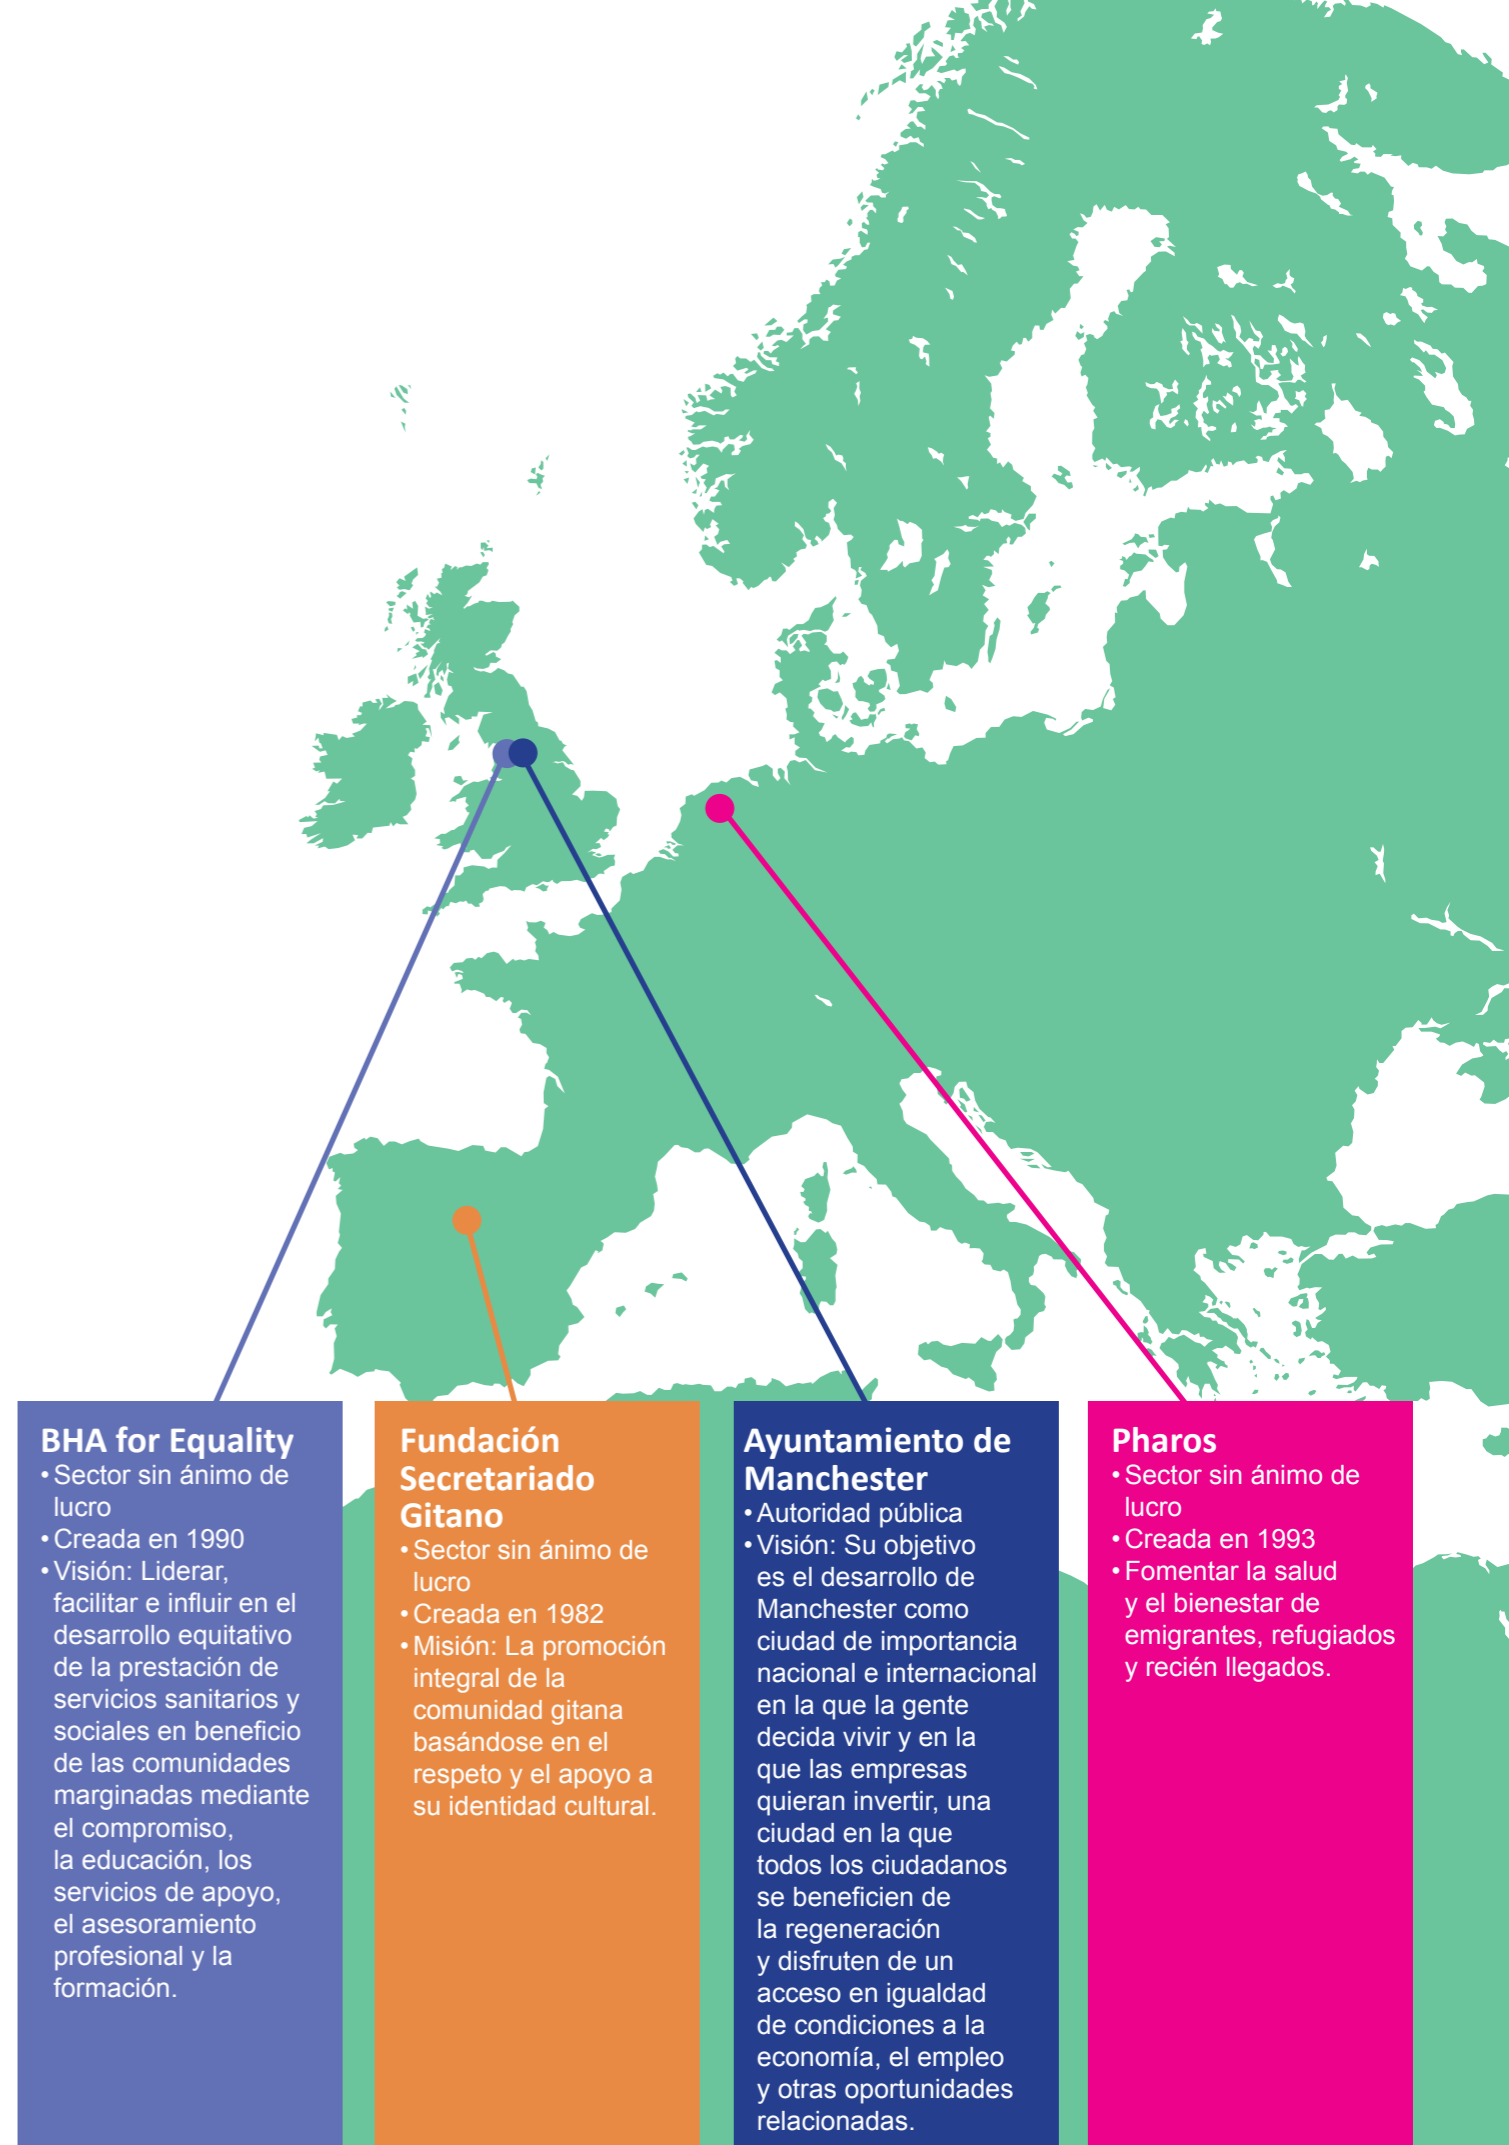 BHA for Equality
• Sector sin ánimo de
lucro
• Creada en 1990
• Visión: Liderar,
facilitar e influir en el
desarrollo equitativo
de la prestación de
servicios sanitarios y
sociales en beneficio
de las comunidades
marginadas mediante
el compromiso,
la educación, los
servicios de apoyo,
el asesoramiento
profesional y la
formación.
Fundación
Secretariado
Gitano
• Sector sin ánimo de
lucro
• Creada en 1982
• Misión: La promoción
integral de la
comunidad gitana
basándose en el
respeto y el apoyo a
su identidad cultural.
Ayuntamiento de
Manchester
• Autoridad pública
• Visión: Su objetivo
es el desarrollo de
Manchester como
ciudad de importancia
nacional e internacional
en la que la gente
decida vivir y en la
que las empresas
quieran invertir, una
ciudad en la que
todos los ciudadanos
se beneficien de
la regeneración
y disfruten de un
acceso en igualdad
de condiciones a la
economía, el empleo
y otras oportunidades
relacionadas.
Pharos
• Sector sin ánimo de
lucro
• Creada en 1993
• Fomentar la salud
y el bienestar de
emigrantes, refugiados
y recién llegados.